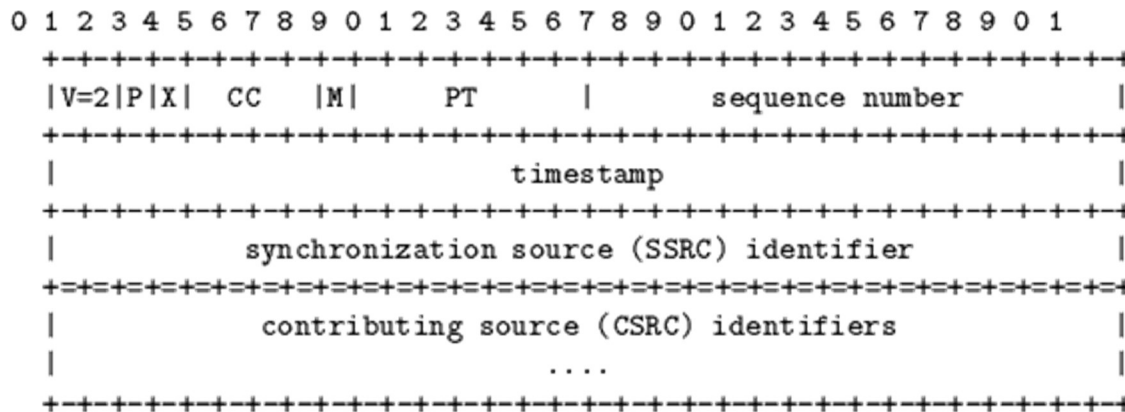 0 1 2 3 4 5 6 7 8 9 0 1 2 3 4 5 6 7 8 9 0 1 2 3 4 5 6 7 8 9 0 1
+-+-+-+-+-+-+-+-+-+-+-+-+-+-+-+-+-+-+-+-+-+-+-+-+-+-+-+-+-+-+-+-+
|V=2|P|X|  CC   |M|     PT      |       sequence number         |
+-+-+-+-+-+-+-+-+-+-+-+-+-+-+-+-+-+-+-+-+-+-+-+-+-+-+-+-+-+-+-+-+
|                           timestamp                           |
+-+-+-+-+-+-+-+-+-+-+-+-+-+-+-+-+-+-+-+-+-+-+-+-+-+-+-+-+-+-+-+-+
|           synchronization source (SSRC) identifier            |
+=+=+=+=+=+=+=+=+=+=+=+=+=+=+=+=+=+=+=+=+=+=+=+=+=+=+=+=+=+=+=+=+
|            contributing source (CSRC) identifiers             |
|                             ....                              |
+-+-+-+-+-+-+-+-+-+-+-+-+-+-+-+-+-+-+-+-+-+-+-+-+-+-+-+-+-+-+-+-+